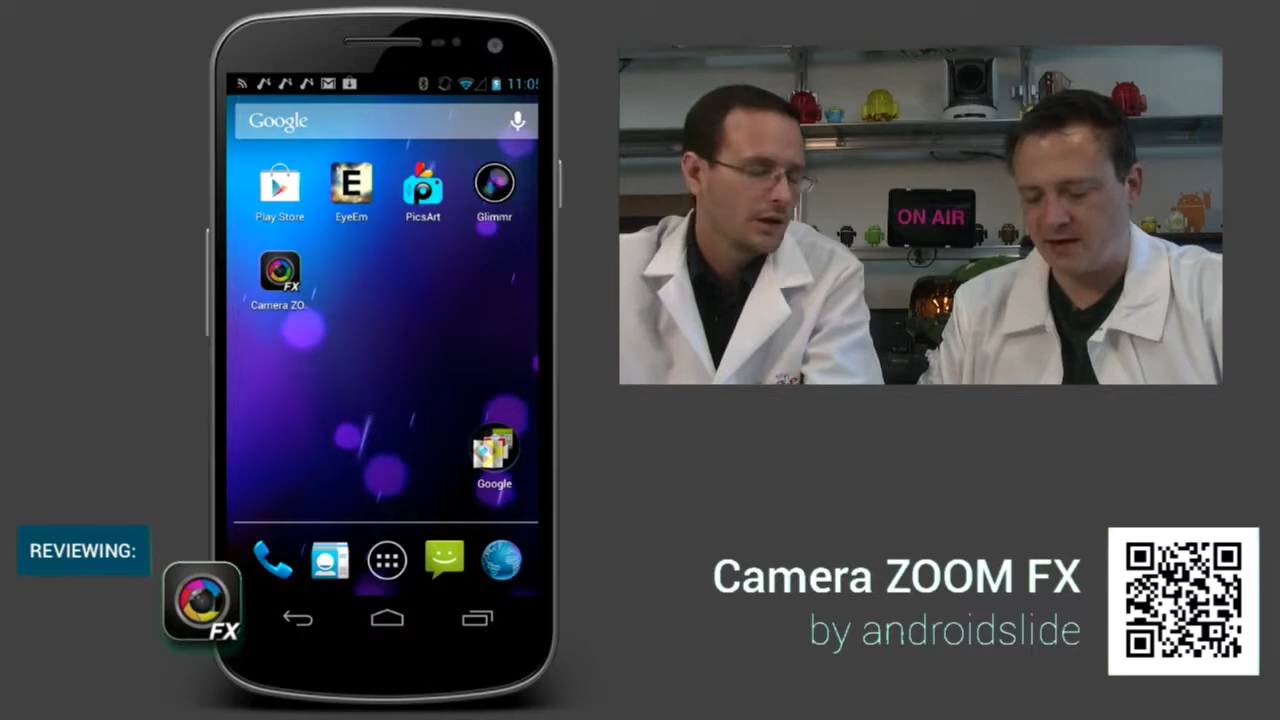 11:05
Google
Play Store
EyeEm
PicsArt
Glimmr
Camera ZO
Google
ON AIR
REVIEWING:
FX
Camera ZOOM FX
by androidslide